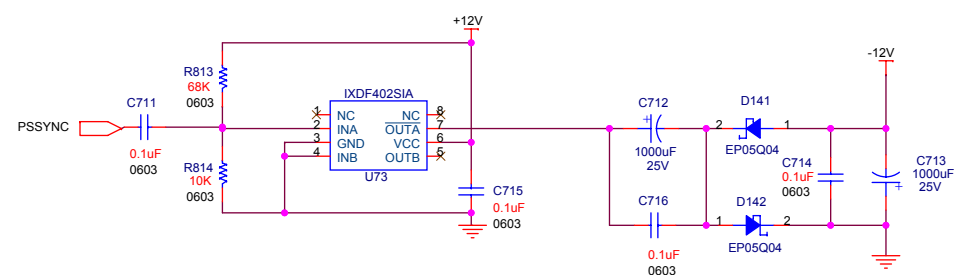 +12V
-12V
R813
68K
0603
C711
PSSYNC
0.1uF
0603
R814
10K
0603
IXDF402SIA
1 NC NC 8
2 INA OUTA 7
3 GND VCC 6
4 INB OUTB 5
U73
C715
0.1uF
0603
C712
1000uF
25V
D141
2 1
EP05Q04
C714
0.1uF
0603
C713
1000uF
25V
C716
0.1uF
0603
D142
1 2
EP05Q04